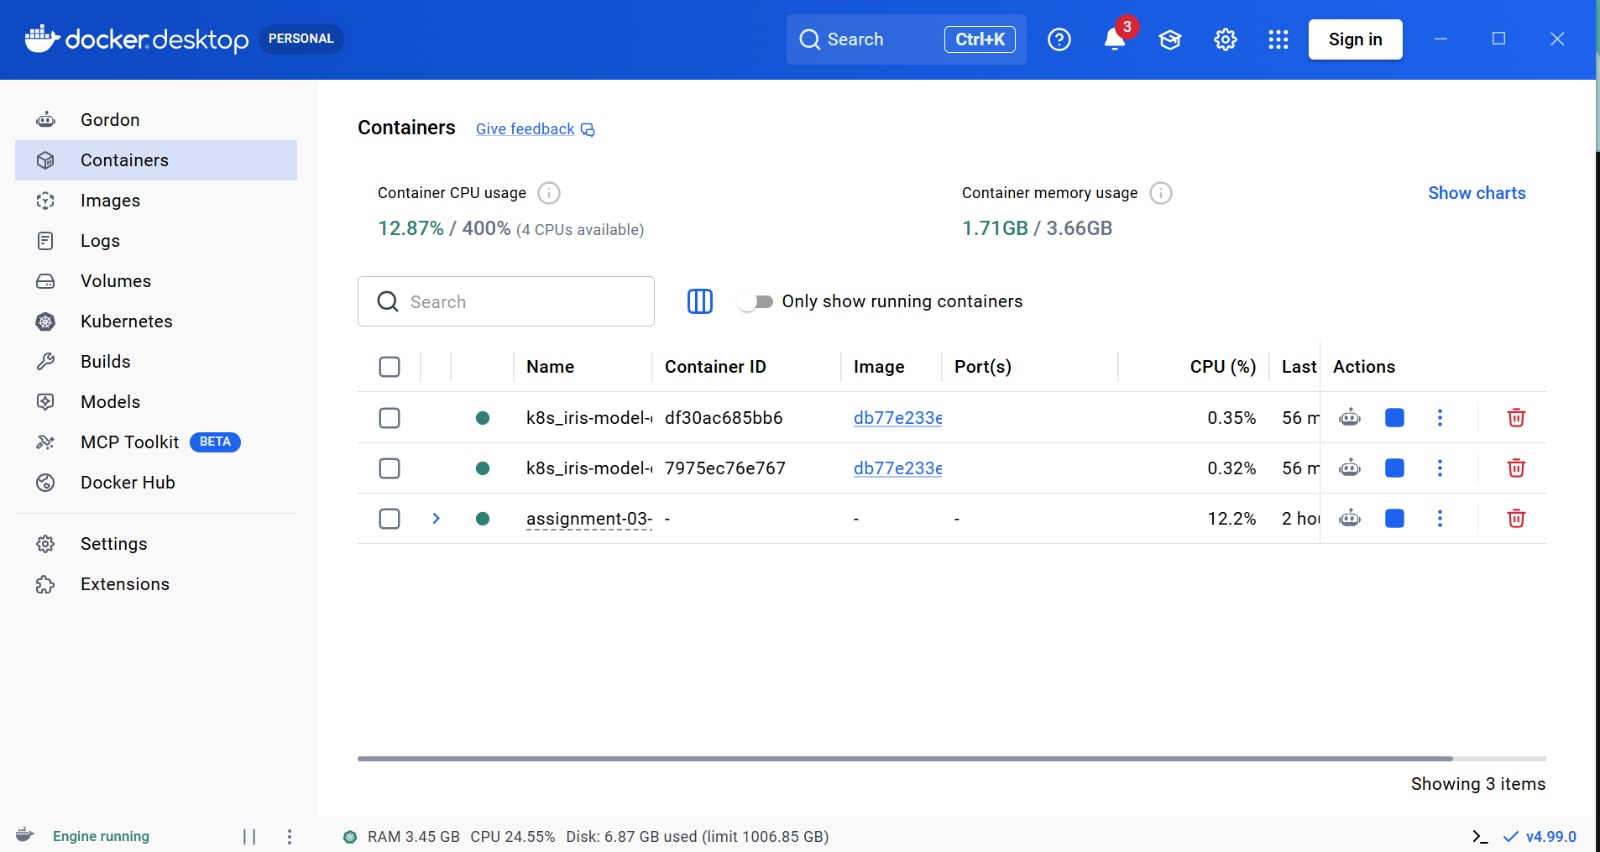 docker.desktop PERSONAL
Search Ctrl+K
3
Sign in
Gordon
Containers
Images
Logs
Volumes
Kubernetes
Builds
Models
MCP Toolkit BETA
Docker Hub
Settings
Extensions
Containers Give feedback
Container CPU usage
12.87% / 400% (4 CPUs available)
Container memory usage
1.71GB / 3.66GB
Show charts
Search
Only show running containers
Name Container ID Image Port(s) CPU (%) Last Actions
k8s_iris-model- df30ac685bb6 db77e233e 0.35% 56 m
k8s_iris-model- 7975ec76e767 db77e233e 0.32% 56 m
assignment-03- - - - 12.2% 2 hou
Showing 3 items
Engine running
RAM 3.45 GB CPU 24.55% Disk: 6.87 GB used (limit 1006.85 GB)
v4.99.0